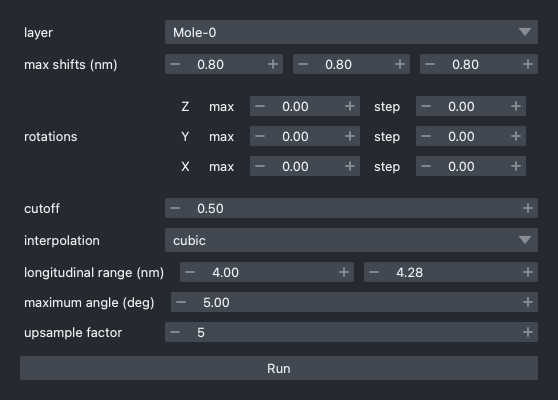 layer Mole-0
max shifts (nm) − 0.80 + − 0.80 + − 0.80 +
Z max − 0.00 + step − 0.00 +
rotations Y max − 0.00 + step − 0.00 +
X max − 0.00 + step − 0.00 +
cutoff − 0.50 +
interpolation cubic
longitudinal range (nm) − 4.00 + − 4.28 +
maximum angle (deg) − 5.00 +
upsample factor − 5 +
Run